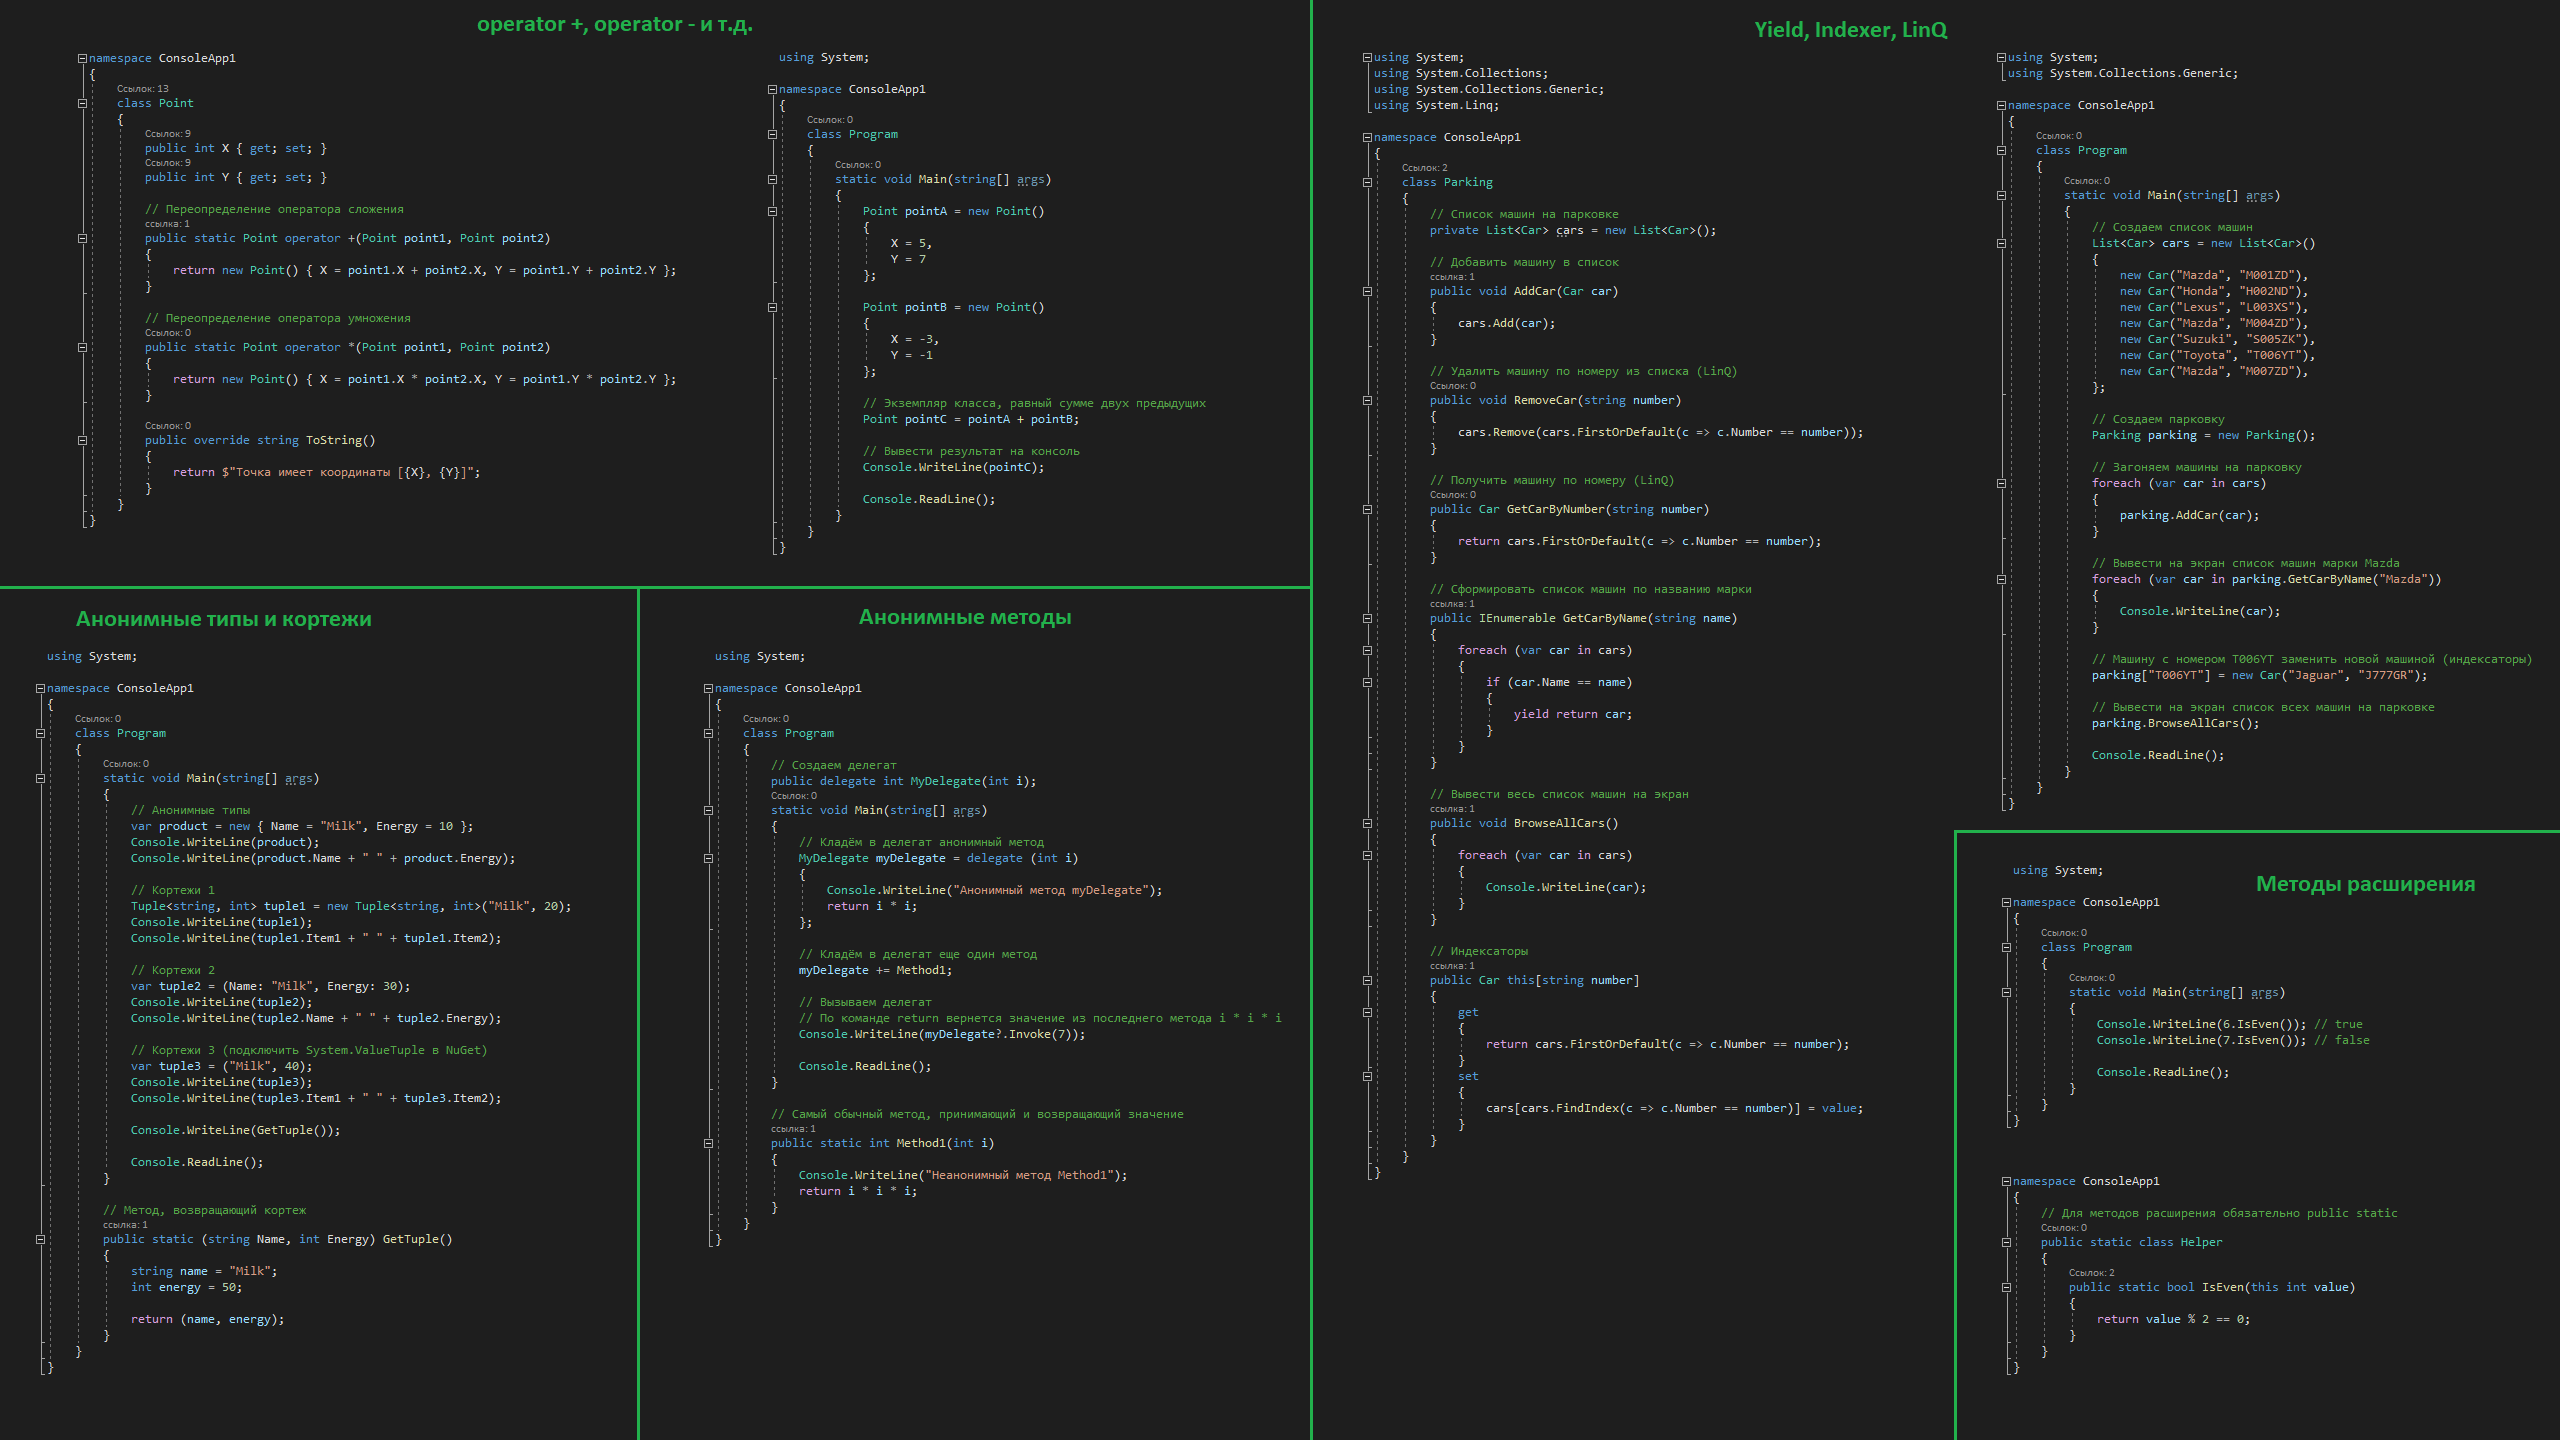 operator +, operator - и т.д.
namespace ConsoleApp1
{
Ссылок: 13
class Point
{
Ссылок: 9
public int X { get; set; }
Ссылок: 9
public int Y { get; set; }
// Переопределение оператора сложения
ссылка: 1
public static Point operator +(Point point1, Point point2)
{
return new Point() { X = point1.X + point2.X, Y = point1.Y + point2.Y };
}
// Переопределение оператора умножения
Ссылок: 0
public static Point operator *(Point point1, Point point2)
{
return new Point() { X = point1.X * point2.X, Y = point1.Y * point2.Y };
}
Ссылок: 0
public override string ToString()
{
return $"Точка имеет координаты [{X}, {Y}]";
}
}
}
using System;
namespace ConsoleApp1
{
Ссылок: 0
class Program
{
Ссылок: 0
static void Main(string[] args)
{
Point pointA = new Point()
{
X = 5,
Y = 7
};
Point pointB = new Point()
{
X = -3,
Y = -1
};
// Экземпляр класса, равный сумме двух предыдущих
Point pointC = pointA + pointB;
// Вывести результат на консоль
Console.WriteLine(pointC);
Console.ReadLine();
}
}
}
Анонимные типы и кортежи
using System;
namespace ConsoleApp1
{
Ссылок: 0
class Program
{
Ссылок: 0
static void Main(string[] args)
{
// Анонимные типы
var product = new { Name = "Milk", Energy = 10 };
Console.WriteLine(product);
Console.WriteLine(product.Name + " " + product.Energy);
// Кортежи 1
Tuple<string, int> tuple1 = new Tuple<string, int>("Milk", 20);
Console.WriteLine(tuple1);
Console.WriteLine(tuple1.Item1 + " " + tuple1.Item2);
// Кортежи 2
var tuple2 = (Name: "Milk", Energy: 30);
Console.WriteLine(tuple2);
Console.WriteLine(tuple2.Name + " " + tuple2.Energy);
// Кортежи 3 (подключить System.ValueTuple в NuGet)
var tuple3 = ("Milk", 40);
Console.WriteLine(tuple3);
Console.WriteLine(tuple3.Item1 + " " + tuple3.Item2);
Console.WriteLine(GetTuple());
Console.ReadLine();
}
// Метод, возвращающий кортеж
ссылка: 1
public static (string Name, int Energy) GetTuple()
{
string name = "Milk";
int energy = 50;
return (name, energy);
}
}
}
Анонимные методы
using System;
namespace ConsoleApp1
{
Ссылок: 0
class Program
{
// Создаем делегат
public delegate int MyDelegate(int i);
Ссылок: 0
static void Main(string[] args)
{
// Кладём в делегат анонимный метод
MyDelegate myDelegate = delegate (int i)
{
Console.WriteLine("Анонимный метод myDelegate");
return i * i;
};
// Кладём в делегат еще один метод
myDelegate += Method1;
// Вызываем делегат
// По команде return вернется значение из последнего метода i * i * i
Console.WriteLine(myDelegate?.Invoke(7));
Console.ReadLine();
}
// Самый обычный метод, принимающий и возвращающий значение
ссылка: 1
public static int Method1(int i)
{
Console.WriteLine("Неанонимный метод Method1");
return i * i * i;
}
}
}
Yield, Indexer, LinQ
using System;
using System.Collections;
using System.Collections.Generic;
using System.Linq;
namespace ConsoleApp1
{
Ссылок: 2
class Parking
{
// Список машин на парковке
private List<Car> cars = new List<Car>();
// Добавить машину в список
ссылка: 1
public void AddCar(Car car)
{
cars.Add(car);
}
// Удалить машину по номеру из списка (LinQ)
Ссылок: 0
public void RemoveCar(string number)
{
cars.Remove(cars.FirstOrDefault(c => c.Number == number));
}
// Получить машину по номеру (LinQ)
Ссылок: 0
public Car GetCarByNumber(string number)
{
return cars.FirstOrDefault(c => c.Number == number);
}
// Сформировать список машин по названию марки
ссылка: 1
public IEnumerable GetCarByName(string name)
{
foreach (var car in cars)
{
if (car.Name == name)
{
yield return car;
}
}
}
// Вывести весь список машин на экран
ссылка: 1
public void BrowseAllCars()
{
foreach (var car in cars)
{
Console.WriteLine(car);
}
}
// Индексаторы
ссылка: 1
public Car this[string number]
{
get
{
return cars.FirstOrDefault(c => c.Number == number);
}
set
{
cars[cars.FindIndex(c => c.Number == number)] = value;
}
}
}
}
using System;
using System.Collections.Generic;
namespace ConsoleApp1
{
Ссылок: 0
class Program
{
Ссылок: 0
static void Main(string[] args)
{
// Создаем список машин
List<Car> cars = new List<Car>()
{
new Car("Mazda", "M001ZD"),
new Car("Honda", "H002ND"),
new Car("Lexus", "L003XS"),
new Car("Mazda", "M004ZD"),
new Car("Suzuki", "S005ZK"),
new Car("Toyota", "T006YT"),
new Car("Mazda", "M007ZD"),
};
// Создаем парковку
Parking parking = new Parking();
// Загоняем машины на парковку
foreach (var car in cars)
{
parking.AddCar(car);
}
// Вывести на экран список машин марки Mazda
foreach (var car in parking.GetCarByName("Mazda"))
{
Console.WriteLine(car);
}
// Машину с номером T006YT заменить новой машиной (индексаторы)
parking["T006YT"] = new Car("Jaguar", "J777GR");
// Вывести на экран список всех машин на парковке
parking.BrowseAllCars();
Console.ReadLine();
}
}
}
Методы расширения
using System;
namespace ConsoleApp1
{
Ссылок: 0
class Program
{
Ссылок: 0
static void Main(string[] args)
{
Console.WriteLine(6.IsEven()); // true
Console.WriteLine(7.IsEven()); // false
Console.ReadLine();
}
}
}
namespace ConsoleApp1
{
// Для методов расширения обязательно public static
Ссылок: 0
public static class Helper
{
Ссылок: 2
public static bool IsEven(this int value)
{
return value % 2 == 0;
}
}
}